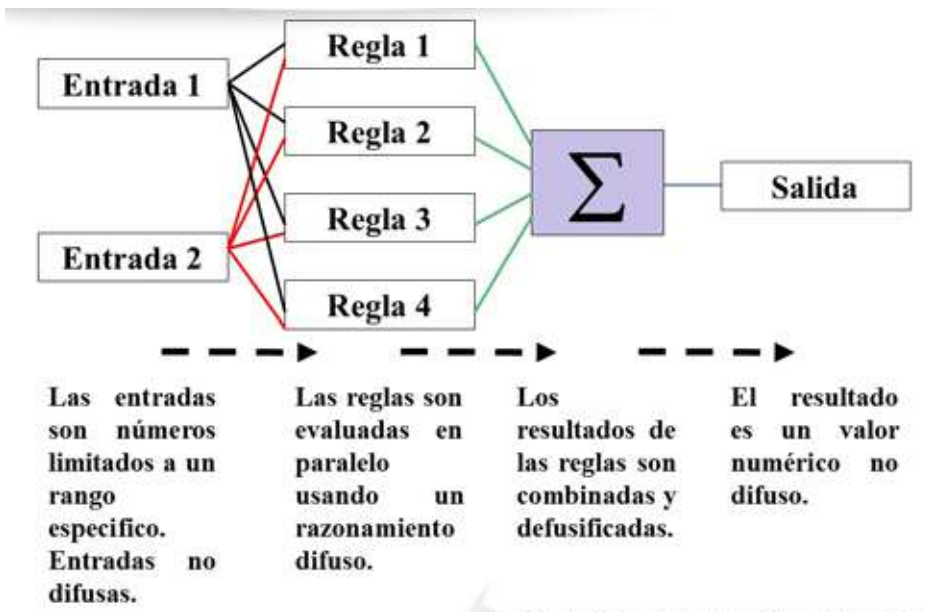 Entrada 1
Entrada 2
Regla 1
Regla 2
Regla 3
Regla 4
Σ
Salida
Las entradas
son números
limitados a un
rango
especifico.
Entradas no
difusas.
Las reglas son
evaluadas en
paralelo
usando un
razonamiento
difuso.
Los
resultados de
las reglas son
combinadas y
defusificadas.
El resultado
es un valor
numérico no
difuso.